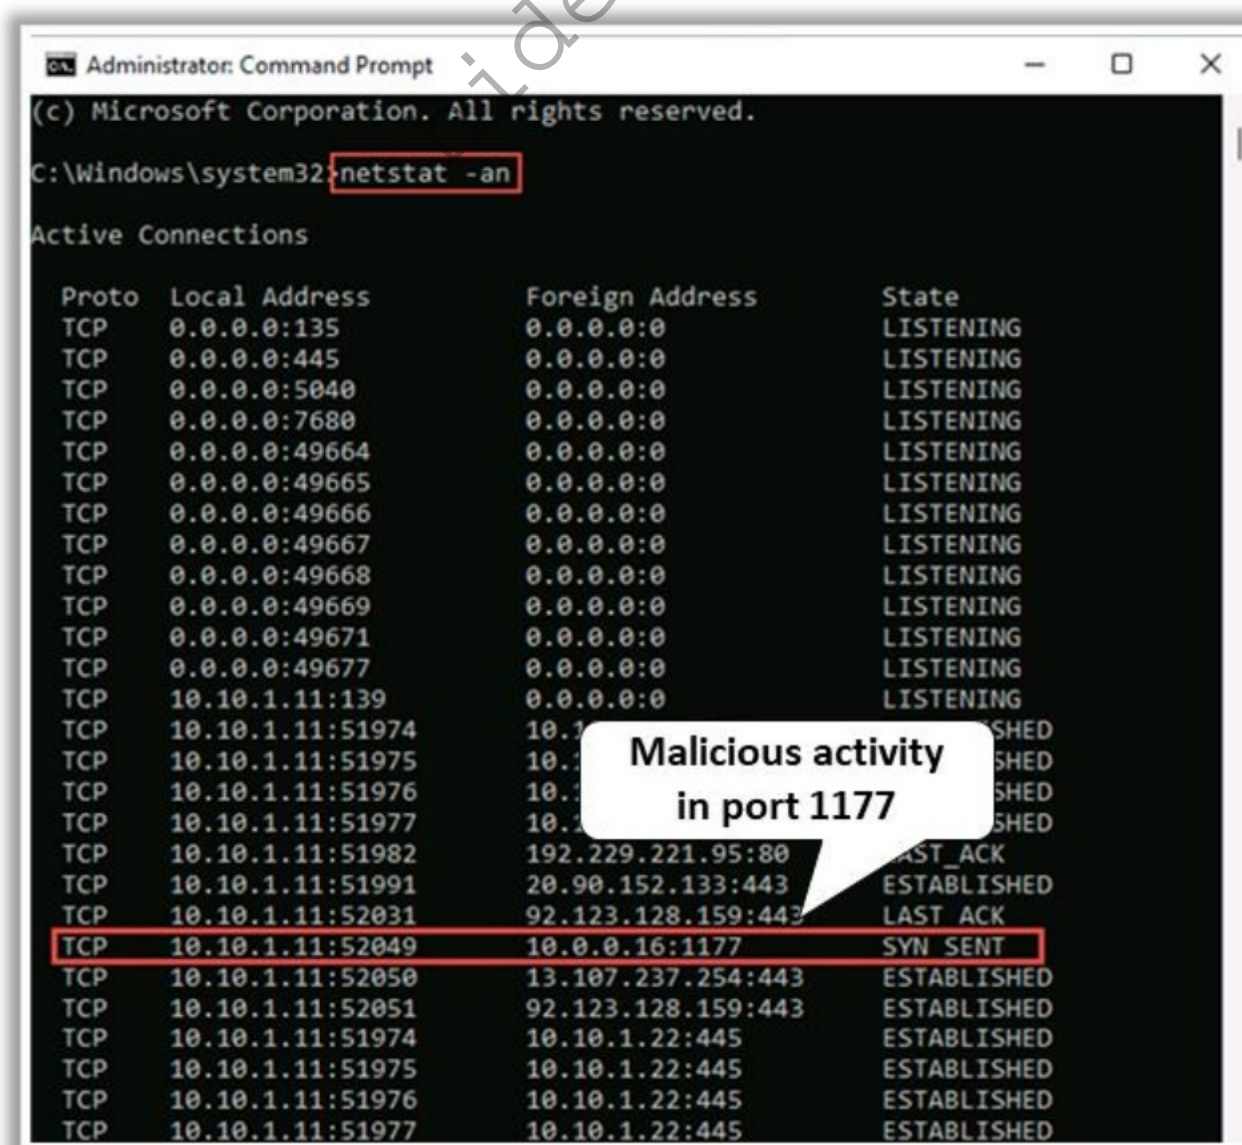 Administrator: Command Prompt
(c) Microsoft Corporation. All rights reserved.
C:\Windows\system32>netstat -an
Active Connections
Proto Local Address Foreign Address State
TCP 0.0.0.0:135 0.0.0.0:0 LISTENING
TCP 0.0.0.0:445 0.0.0.0:0 LISTENING
TCP 0.0.0.0:5040 0.0.0.0:0 LISTENING
TCP 0.0.0.0:7680 0.0.0.0:0 LISTENING
TCP 0.0.0.0:49664 0.0.0.0:0 LISTENING
TCP 0.0.0.0:49665 0.0.0.0:0 LISTENING
TCP 0.0.0.0:49666 0.0.0.0:0 LISTENING
TCP 0.0.0.0:49667 0.0.0.0:0 LISTENING
TCP 0.0.0.0:49668 0.0.0.0:0 LISTENING
TCP 0.0.0.0:49669 0.0.0.0:0 LISTENING
TCP 0.0.0.0:49671 0.0.0.0:0 LISTENING
TCP 0.0.0.0:49677 0.0.0.0:0 LISTENING
TCP 10.10.1.11:139 0.0.0.0:0 LISTENING
TCP 10.10.1.11:51974
TCP 10.10.1.11:51975
TCP 10.10.1.11:51976
TCP 10.10.1.11:51977
Malicious activity
in port 1177
TCP 10.10.1.11:51982 192.229.221.95:80
TCP 10.10.1.11:51991 20.90.152.133:443 ESTABLISHED
TCP 10.10.1.11:52031 92.123.128.159:443 LAST ACK
TCP 10.10.1.11:52049 10.0.0.16:1177 SYN SENT
TCP 10.10.1.11:52050 13.107.237.254:443 ESTABLISHED
TCP 10.10.1.11:52051 92.123.128.159:443 ESTABLISHED
TCP 10.10.1.11:51974 10.10.1.22:445 ESTABLISHED
TCP 10.10.1.11:51975 10.10.1.22:445 ESTABLISHED
TCP 10.10.1.11:51976 10.10.1.22:445 ESTABLISHED
TCP 10.10.1.11:51977 10.10.1.22:445 ESTABLISHED